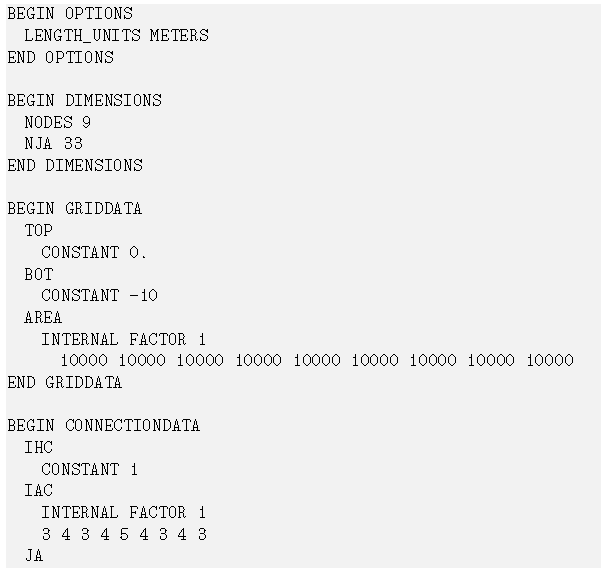 BEGIN OPTIONS
LENGTH_UNITS METERS
END OPTIONS
BEGIN DIMENSIONS
NODES 9
NJA 33
END DIMENSIONS
BEGIN GRIDDATA
TOP
CONSTANT 0.
BOT
CONSTANT -10
AREA
INTERNAL FACTOR 1
10000 10000 10000 10000 10000 10000 10000 10000 10000
END GRIDDATA
BEGIN CONNECTIONDATA
IHC
CONSTANT 1
IAC
INTERNAL FACTOR 1
3 4 3 4 5 4 3 4 3
JA